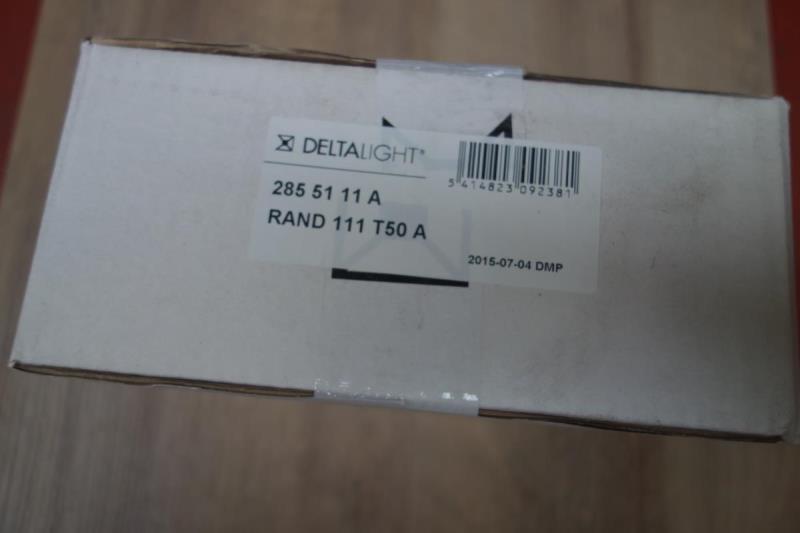 DELTALIGHT®
5 414823 092381
285 51 11 A
RAND 111 T50 A
2015-07-04 DMP